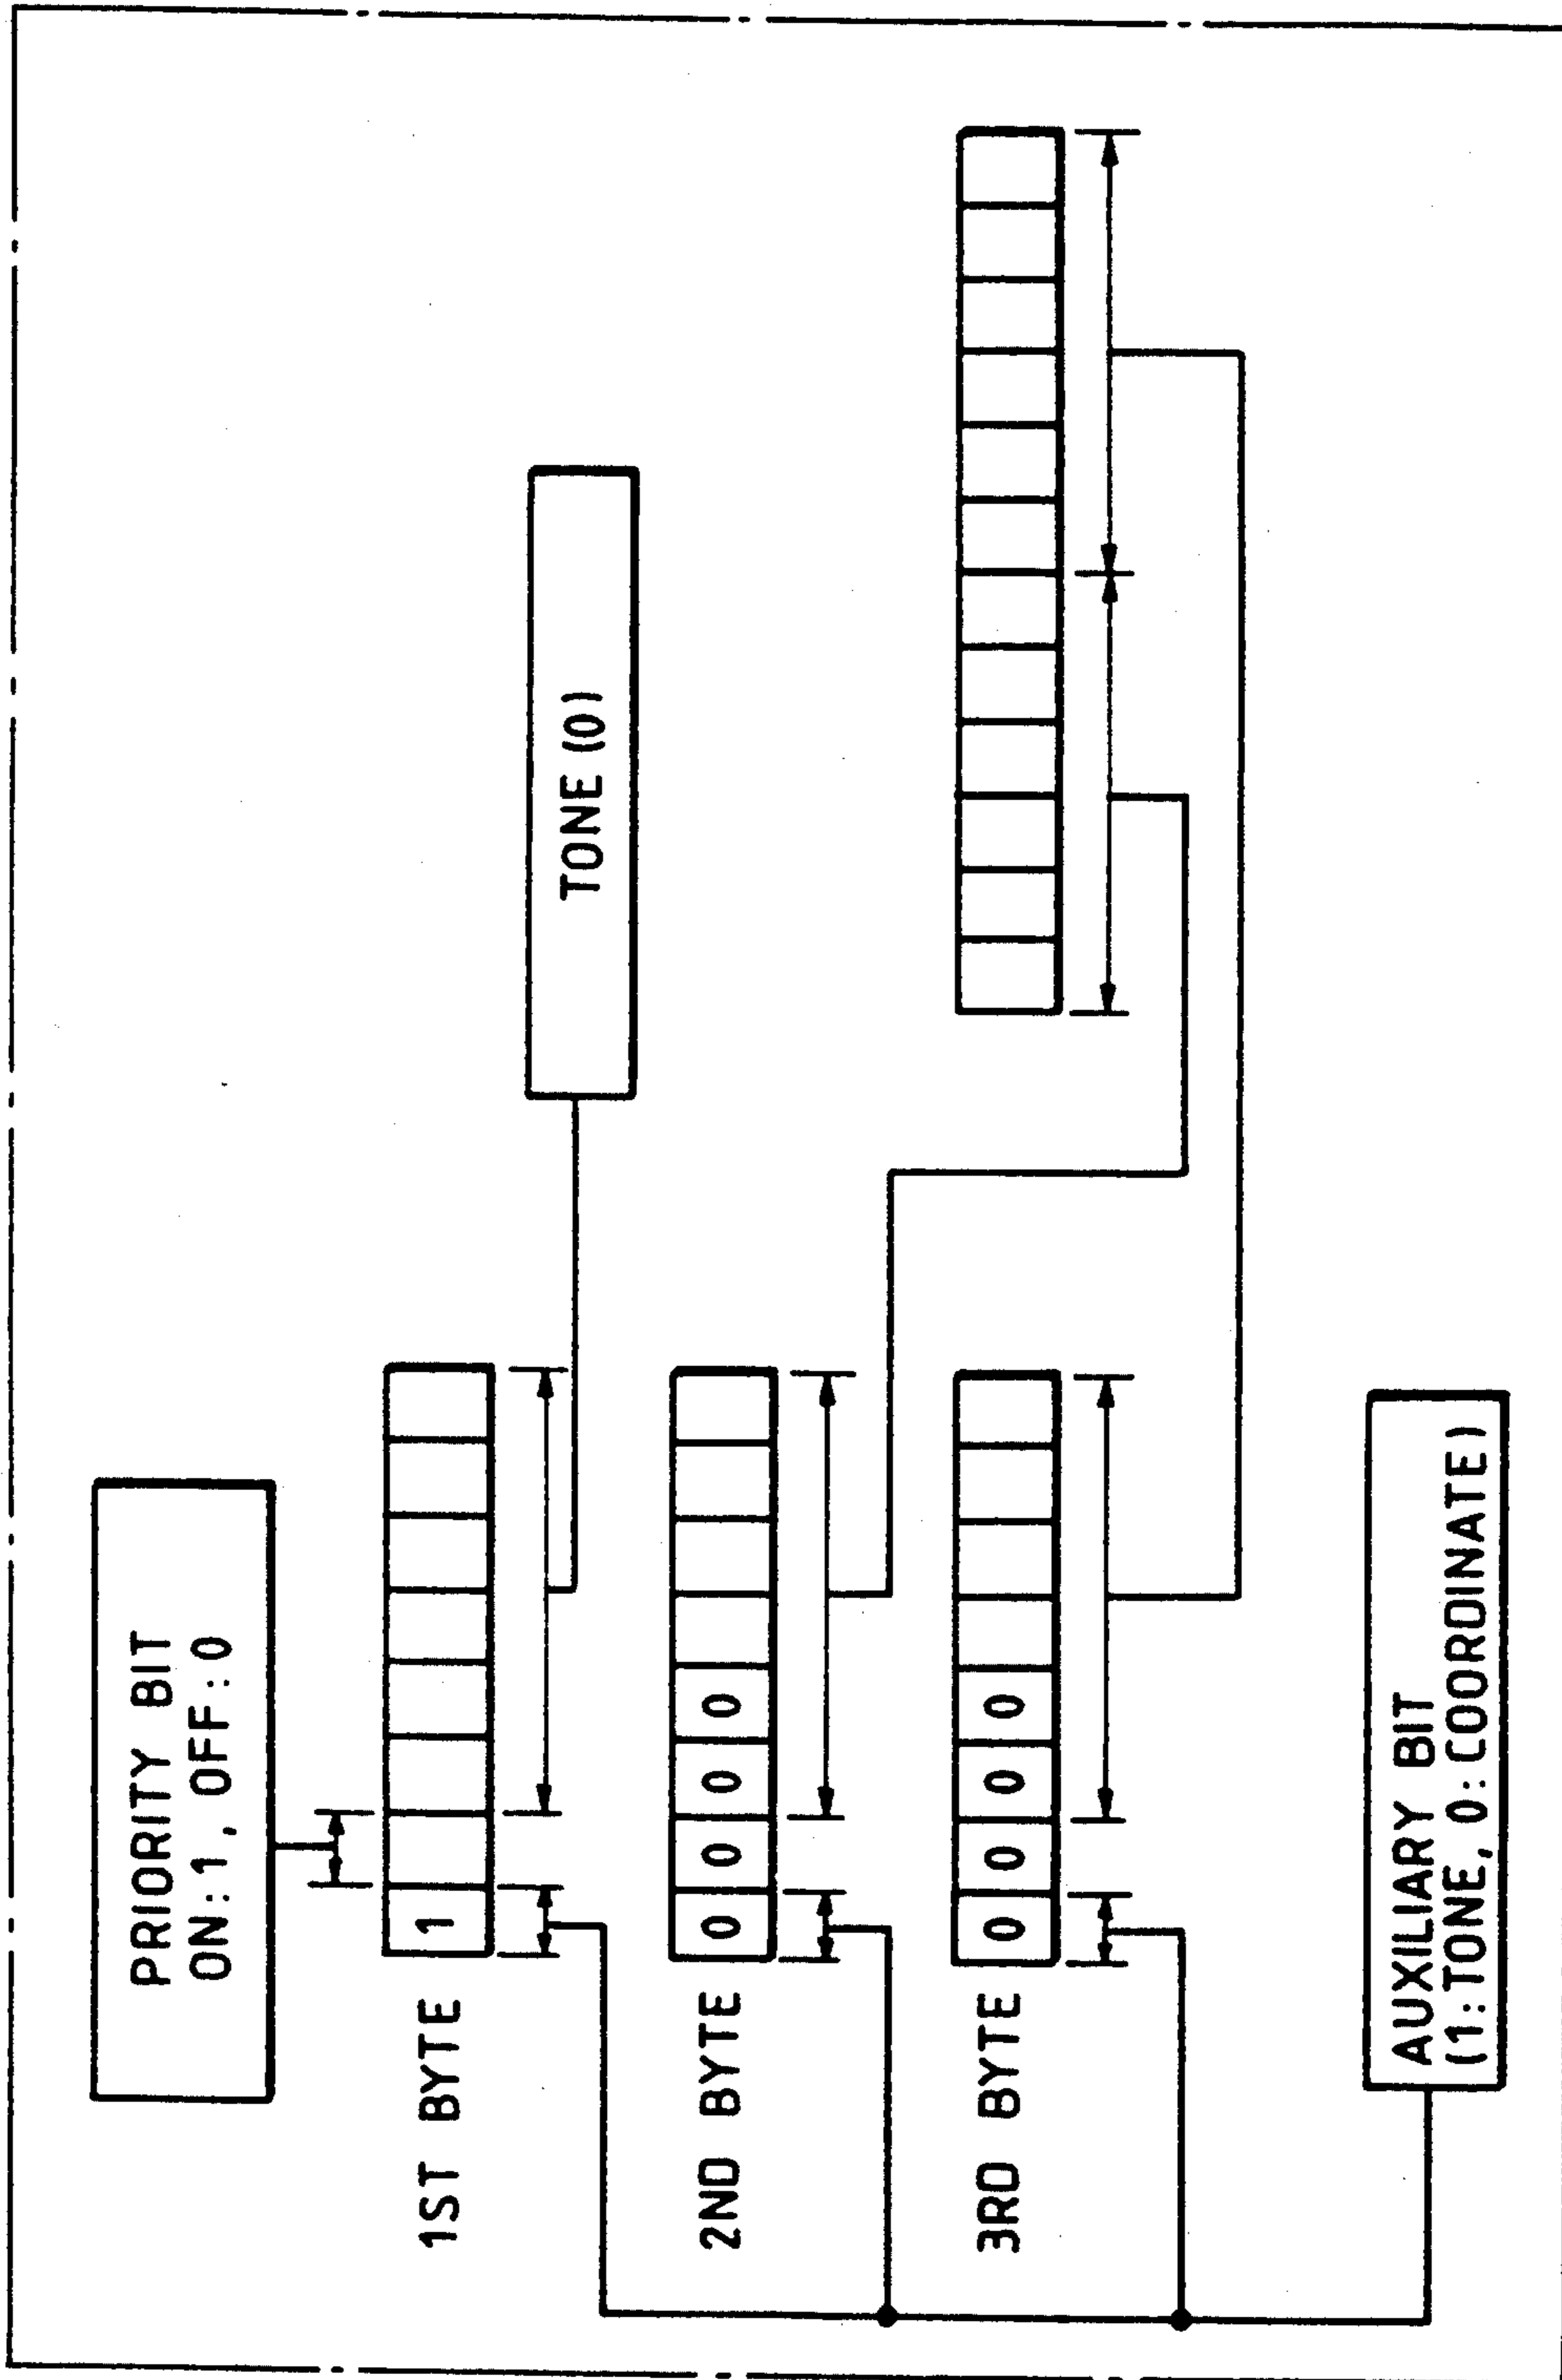 PRIORITY BIT
ON:1, OFF:0
1ST BYTE
1
TONE (0)
2ND BYTE
0 0 0 0
3RD BYTE
0 0 0 0
AUXILIARY BIT
(1:TONE, 0:COORDINATE)